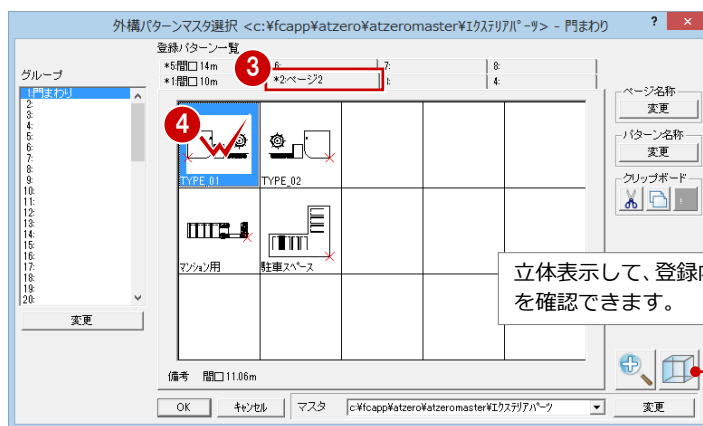 外構パターンマスタ選択 <c:¥fcapp¥atzero¥atzeromaster¥ｴｸｽﾃﾘｱﾊﾟｰﾂ> - 門まわり
? ×
グループ
1:門まわり
2:
3:
4:
5:
6:
7:
8:
9:
10:
11:
12:
13:
14:
15:
16:
17:
18:
19:
20:
変更
登録パターン一覧
*5:間口14m
6:
7:
8:
*1:間口10m
*2:ページ2
4:
3
4
TYPE_01
TYPE_02
ﾏﾝｼｮﾝ用
駐車ｽﾍﾟｰｽ
備考 間口11.06m
ページ名称
変更
パターン名称
変更
クリップボード
立体表示して、登録内
を確認できます。
OK
ｷｬﾝｾﾙ
マスタ
c:¥fcapp¥atzero¥atzeromaster¥ｴｸｽﾃﾘｱﾊﾟｰﾂ
変更